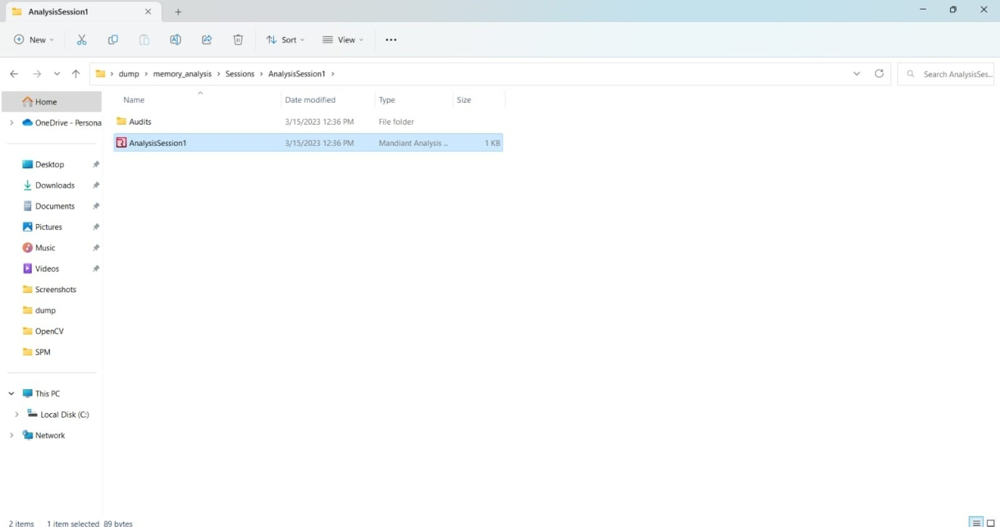 AnalysisSession1
New
Sort
View
dump > memory_analysis > Sessions > AnalysisSession1 >
Search AnalysisSes...
Name Date modified Type Size
Audits 3/15/2023 12:36 PM File folder
AnalysisSession1 3/15/2023 12:36 PM Mandiant Analysis ... 1 KB
Home
OneDrive - Persona
Desktop
Downloads
Documents
Pictures
Music
Videos
Screenshots
dump
OpenCV
SPM
This PC
Local Disk (C:)
Network
2 items 1 item selected 89 bytes